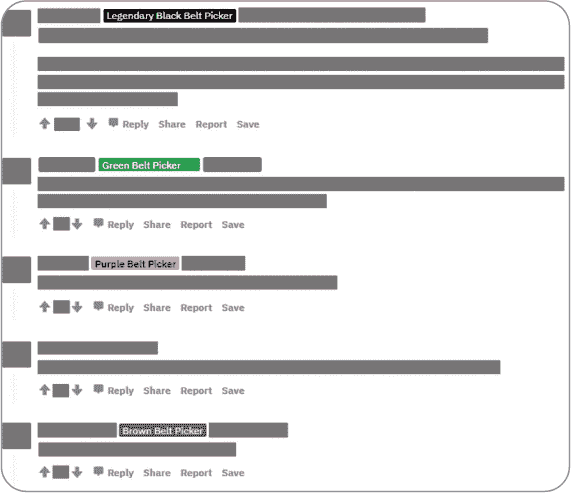 Legendary Black Belt Picker
Reply Share Report Save
Green Belt Picker
Reply Share Report Save
Purple Belt Picker
Reply Share Report Save
Reply Share Report Save
Brown Belt Picker
Reply Share Report Save